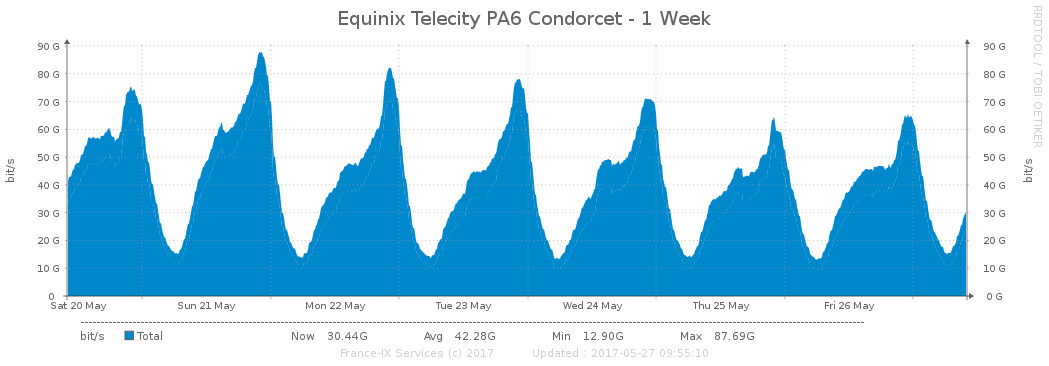 Equinix Telecity PA6 Condorcet - 1 Week
RRDTOOL / TOBI OETIKER
bit/s
90 G 90 G
80 G 80 G
70 G 70 G
60 G 60 G
50 G 50 G
40 G 40 G
30 G 30 G
20 G 20 G
10 G 10 G
0 0 G
bit/s
Sat 20 May Sun 21 May Mon 22 May Tue 23 May Wed 24 May Thu 25 May Fri 26 May
bit/s Total Now 30.44G Avg 42.28G Min 12.90G Max 87.69G
France-IX Services (c) 2017 Updated : 2017-05-27 09:55:10